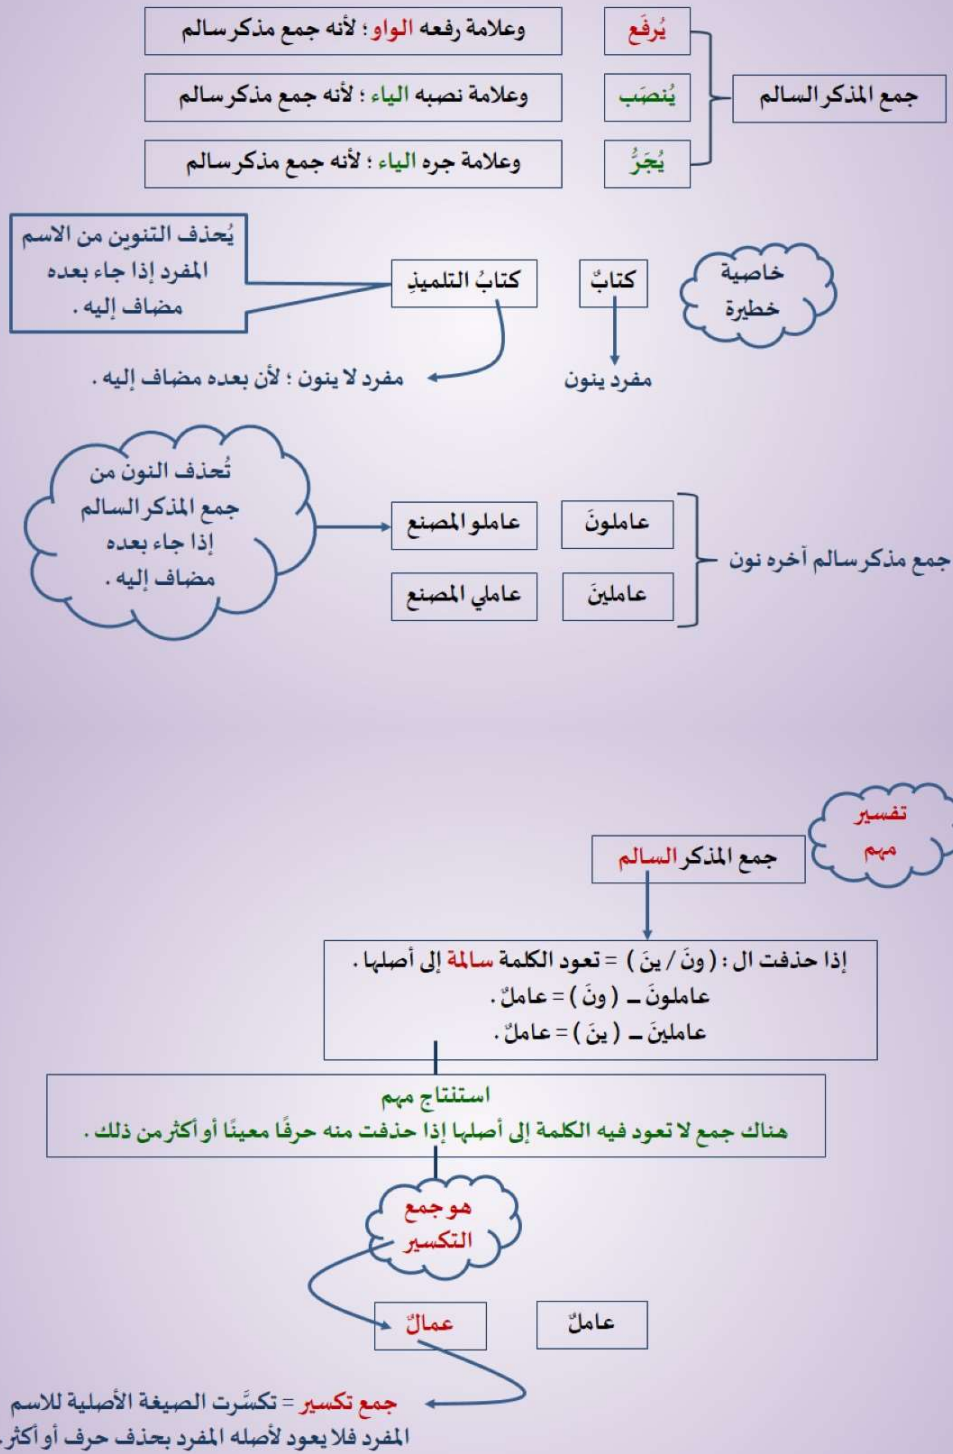 يُرفَع
وعلامة رفعه الواو ؛ لأنه جمع مذكر سالم
جمع المذكر السالم
يُنصَب
وعلامة نصبه الياء ؛ لأنه جمع مذكر سالم
يُجَرُّ
وعلامة جره الياء ؛ لأنه جمع مذكر سالم
خاصية
خطيرة
كتابٌ
كتابُ التلميذِ
يُحذف التنوين من الاسم
المفرد إذا جاء بعده
مضاف إليه .
مفرد ينون
مفرد لا ينون ؛ لأن بعده مضاف إليه .
جمع مذكر سالم آخره نون
عاملونَ
عاملو المصنع
عاملينَ
عاملي المصنع
تُحذف النون من
جمع المذكر السالم
إذا جاء بعده
مضاف إليه .
تفسير
مهم
جمع المذكر السالم
إذا حذفت ال : ( ونَ / ينَ ) = تعود الكلمة سالمة إلى أصلها .
عاملونَ – ( ونَ ) = عاملٌ .
عاملينَ – ( ينَ ) = عاملٌ .
استنتاج مهم
هناك جمع لا تعود فيه الكلمة إلى أصلها إذا حذفت منه حرفًا معينًا أو أكثر من ذلك .
هو جمع
التكسير
عاملٌ
عمالٌ
جمع تكسير = تكسَّرت الصيغة الأصلية للاسم
المفرد فلا يعود لأصله المفرد بحذف حرف أو أكثر.